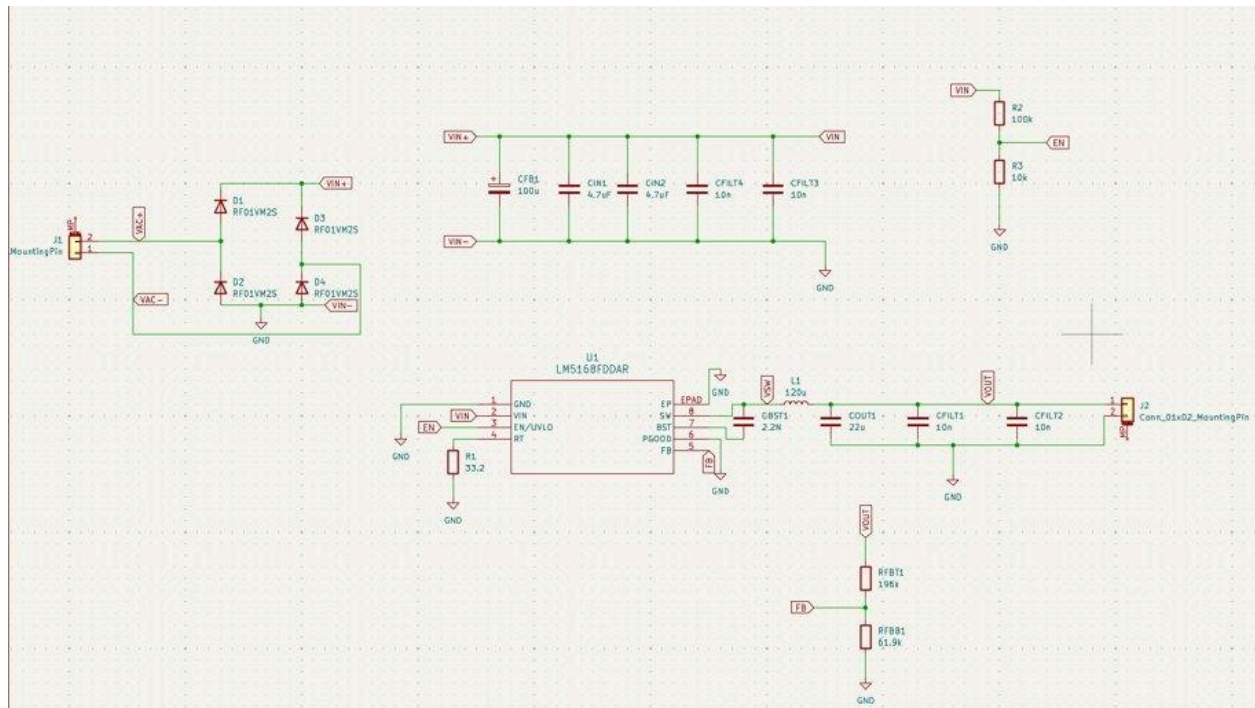 MP
J1
MountingPin
2
1
VAC+
VAC-
D1
RF01VM2S
D2
RF01VM2S
D3
RF01VM2S
D4
RF01VM2S
VIN+
VIN-
GND
VIN+
VIN-
CFB1
100u
CIN1
4.7uF
CIN2
4.7uF
CFILT4
10n
CFILT3
10n
VIN
GND
VIN
R2
100k
EN
R3
10k
GND
U1
LM5168FDDAR
1 GND
2 VIN
3 EN/UVLO
4 RT
EP EPAD
SW 8
BST 7
PGOOD 6
FB 5
VIN
EN
GND
R1
33.2
GND
GND
FB
GND
GBST1
2.2N
VSW
L1
120u
COUT1
22u
CFILT1
10n
CFILT2
10n
VOUT
GND
1
2
J2
Conn_01x02_MountingPin
MP
VOUT
RFBT1
196k
FB
RFBB1
61.9k
GND